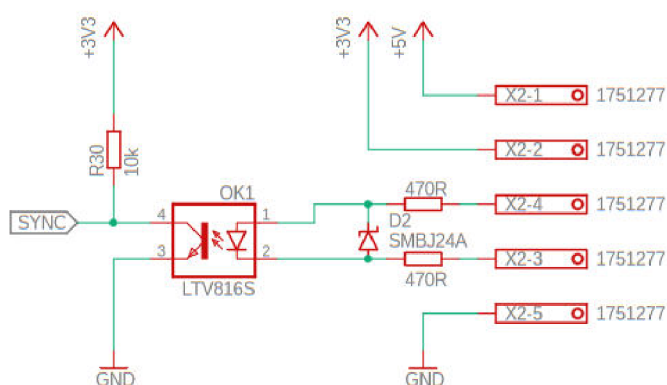 +3V3
+3V3
+5V
X2-1 1751277
R30
10k
X2-2 1751277
OK1
470R
SYNC
4
1
X2-4 1751277
D2
SMBJ24A
3
2
X2-3 1751277
LTV816S
470R
X2-5 1751277
GND
GND